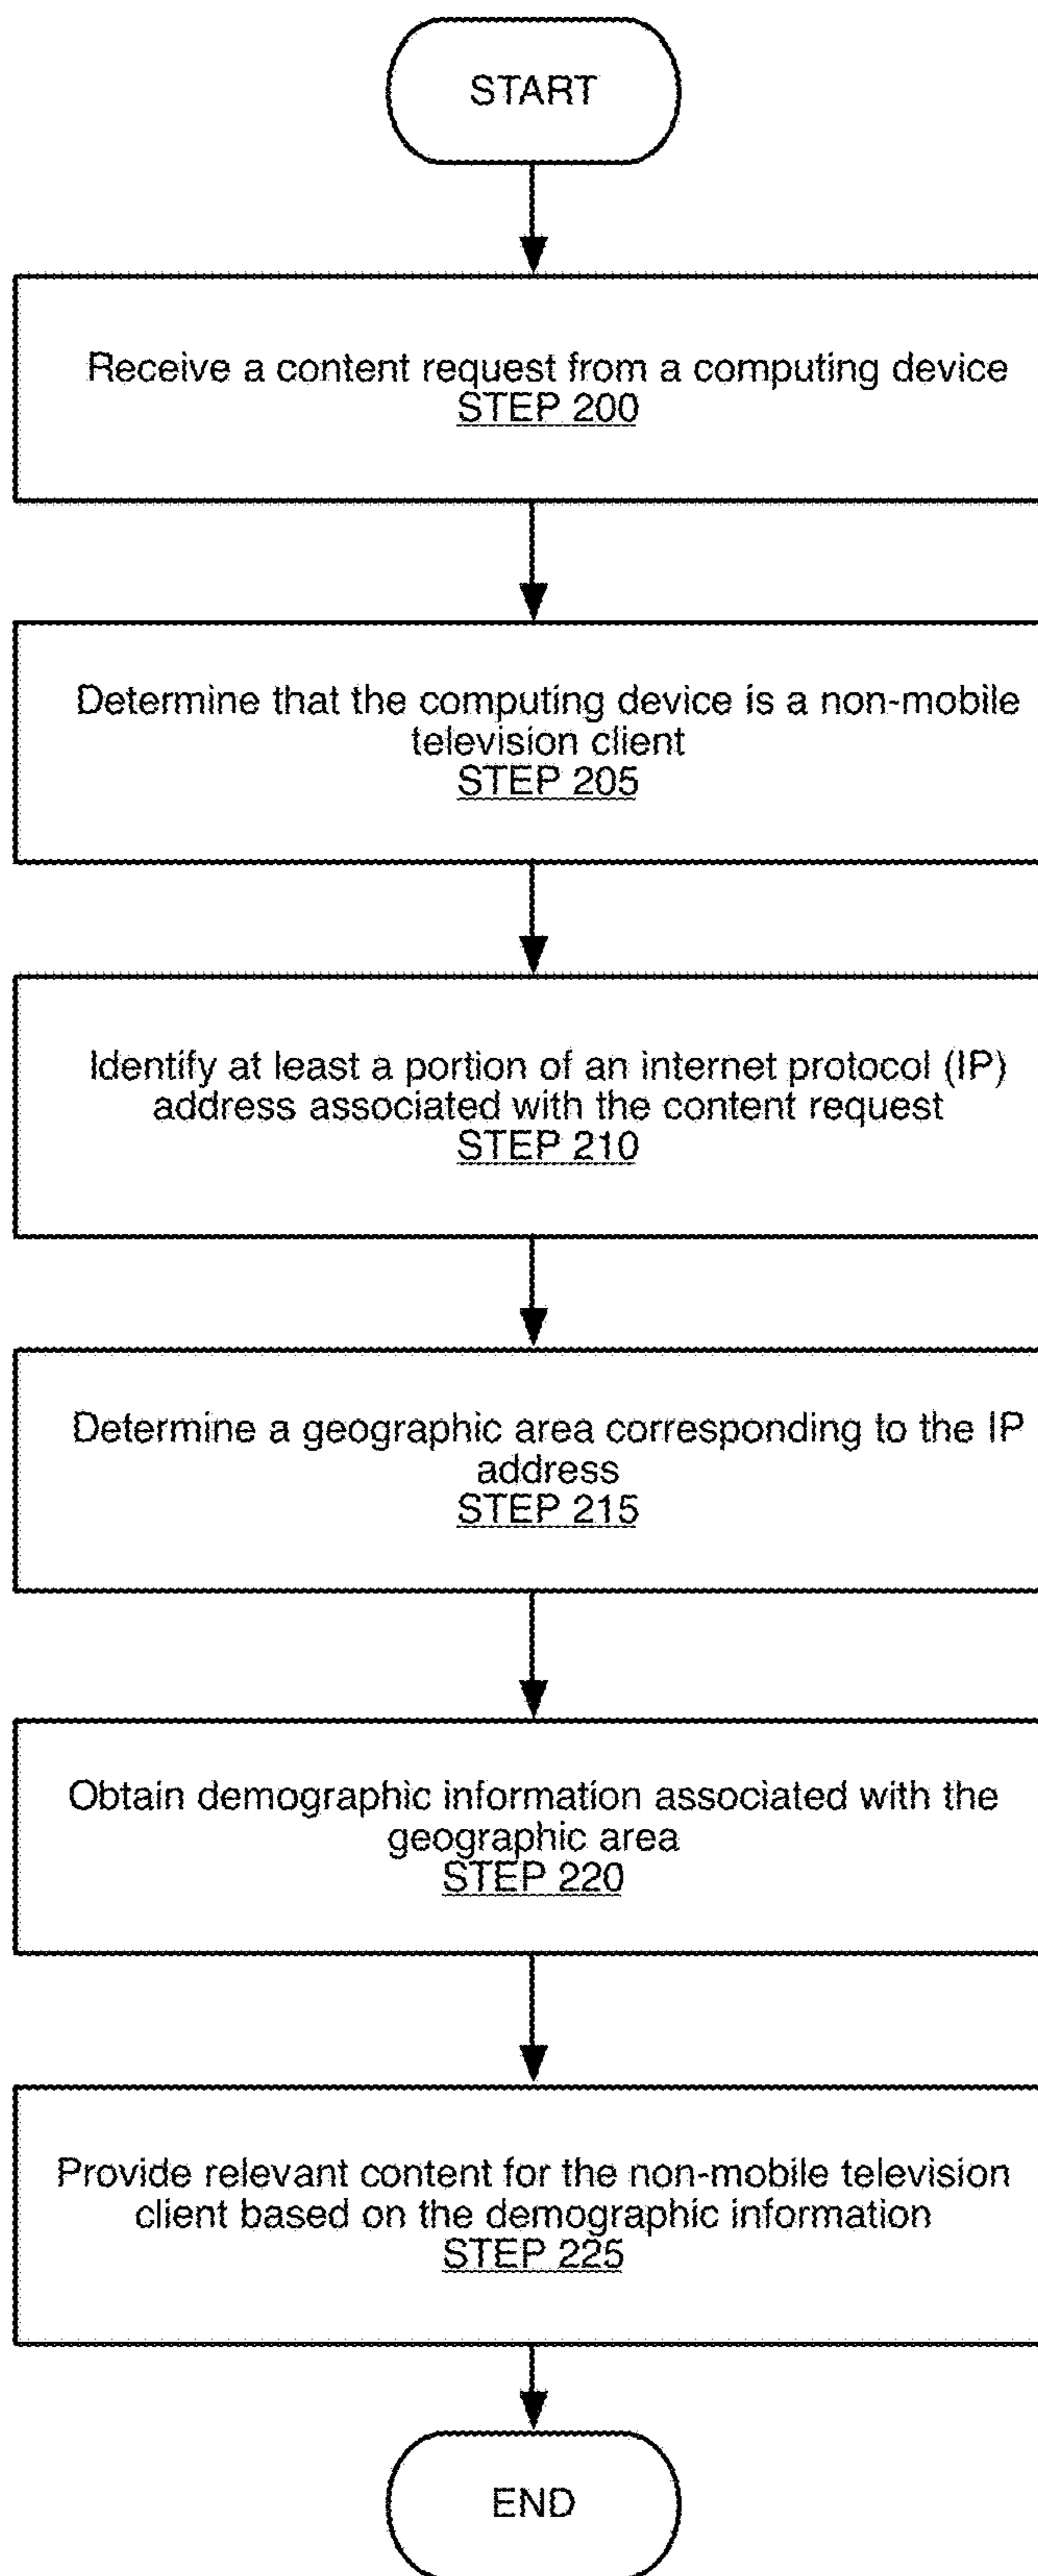 START
Receive a content request from a computing device
STEP 200
Determine that the computing device is a non-mobile
television client
STEP 205
Identify at least a portion of an internet protocol (IP)
address associated with the content request
STEP 210
Determine a geographic area corresponding to the IP
address
STEP 215
Obtain demographic information associated with the
geographic area
STEP 220
Provide relevant content for the non-mobile television
client based on the demographic information
STEP 225
END